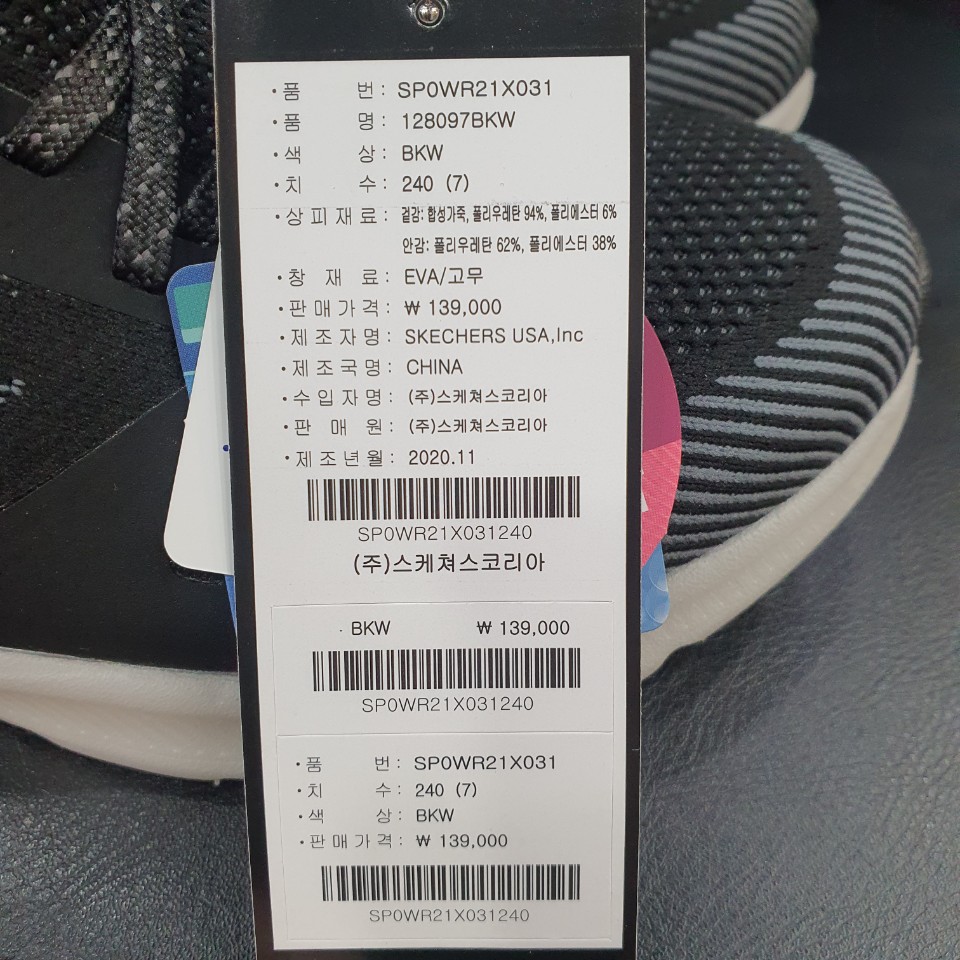 ·품 번: SP0WR21X031
·품 명: 128097BKW
·색 상: BKW
·치 수: 240 (7)
·상피재료: 겉감: 합성가죽, 폴리우레탄 94%, 폴리에스터 6%
안감: 폴리우레탄 62%, 폴리에스터 38%
·창 재 료: EVA/고무
·판매가격: ₩ 139,000
·제조자명: SKECHERS USA,Inc
·제조국명: CHINA
·수입자명: (주)스케쳐스코리아
·판 매 원: (주)스케쳐스코리아
·제조년월: 2020.11
SP0WR21X031240
(주)스케쳐스코리아
· BKW ₩ 139,000
SP0WR21X031240
·품 번: SP0WR21X031
·치 수: 240 (7)
·색 상: BKW
·판매가격: ₩ 139,000
SP0WR21X031240